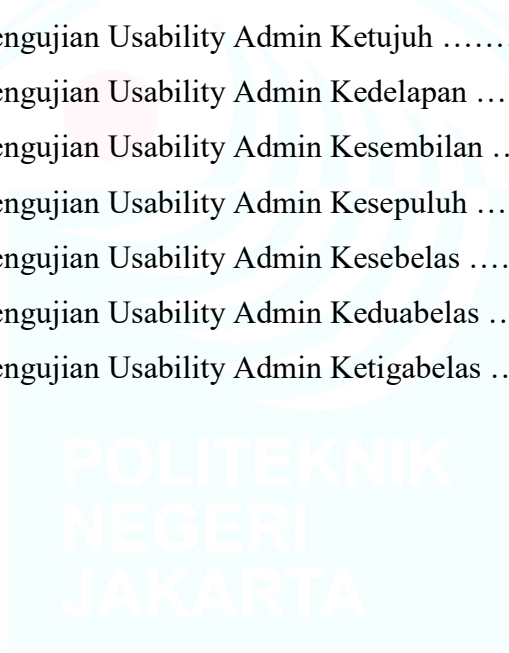 engujian Usability Admin Ketujuh …….
engujian Usability Admin Kedelapan …
engujian Usability Admin Kesembilan ..
engujian Usability Admin Kesepuluh …
engujian Usability Admin Kesebelas ….
engujian Usability Admin Keduabelas ..
engujian Usability Admin Ketigabelas ..
POLITEKNIK
NEGERI
JAKARTA